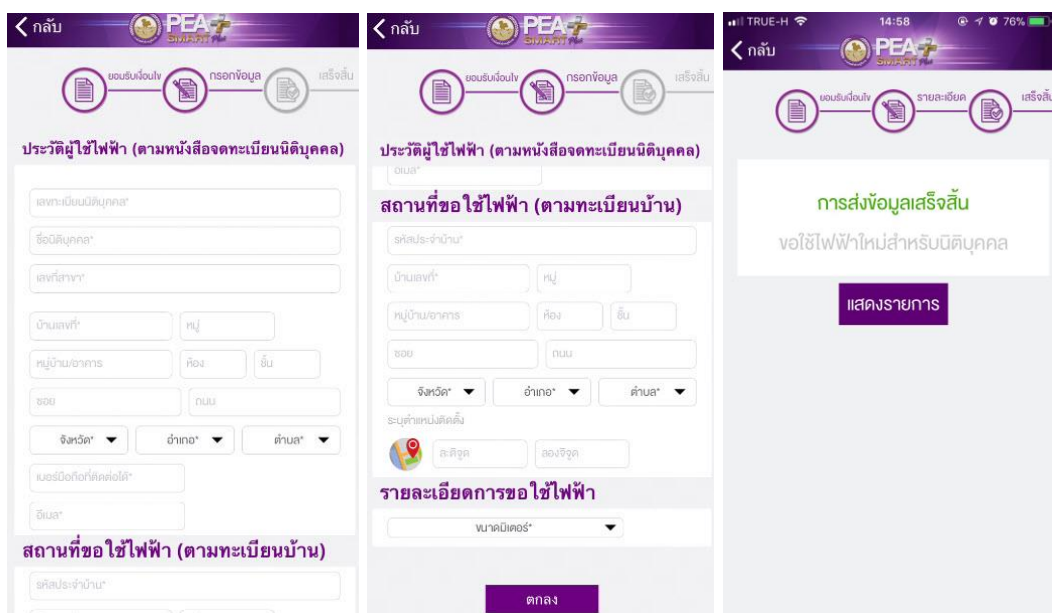 กลับ
PEA
SMART Plus
ยอมรับเงื่อนไข
กรอกข้อมูล
เสร็จสิ้น
ประวัติผู้ใช้ไฟฟ้า (ตามหนังสือจดทะเบียนนิติบุคคล)
เลขทะเบียนนิติบุคคล*
ชื่อนิติบุคคล*
เลขที่สาขา*
บ้านเลขที่*
หมู่
หมู่บ้าน/อาคาร
ห้อง
ชั้น
ซอย
ถนน
จังหวัด*
อำเภอ*
ตำบล*
เบอร์มือถือที่ติดต่อได้*
อีเมล*
สถานที่ขอใช้ไฟฟ้า (ตามทะเบียนบ้าน)
รหัสประจำบ้าน*
กลับ
PEA
SMART Plus
ยอมรับเงื่อนไข
กรอกข้อมูล
เสร็จสิ้น
ประวัติผู้ใช้ไฟฟ้า (ตามหนังสือจดทะเบียนนิติบุคคล)
อีเมล*
สถานที่ขอใช้ไฟฟ้า (ตามทะเบียนบ้าน)
รหัสประจำบ้าน*
บ้านเลขที่*
หมู่
หมู่บ้าน/อาคาร
ห้อง
ชั้น
ซอย
ถนน
จังหวัด*
อำเภอ*
ตำบล*
ระบุตำแหน่งติดตั้ง
ละติจูด
ลองจิจูด
รายละเอียดการขอใช้ไฟฟ้า
ขนาดมิเตอร์*
ตกลง
TRUE-H
14:58
76%
กลับ
PEA
SMART Plus
ยอมรับเงื่อนไข
รายละเอียด
เสร็จสิ้น
การส่งข้อมูลเสร็จสิ้น
ขอใช้ไฟฟ้าใหม่สำหรับนิติบุคคล
แสดงรายการ